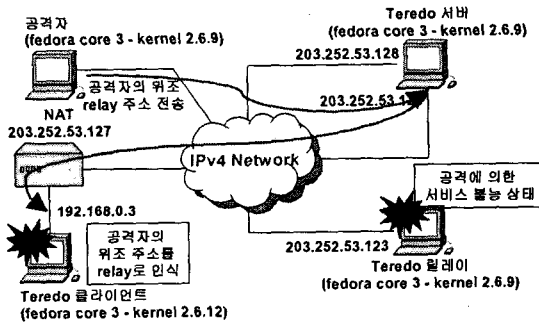 공격자
(fedora core 3 - kernel 2.6.9)
Teredo 서버
(fedora core 3 - kernel 2.6.9)
203.252.53.128
공격자의 위조
relay 주소 전송
203.252.53.1
NAT
203.252.53.127
IPv4 Network
공격에 의한
서비스 불능 상태
192.168.0.3
공격자의
위조 주소를
relay로 인식
203.252.53.123
Teredo 릴레이
(fedora core 3 - kernel 2.6.9)
Teredo 클라이언트
(fedora core 3 - kernel 2.6.12)